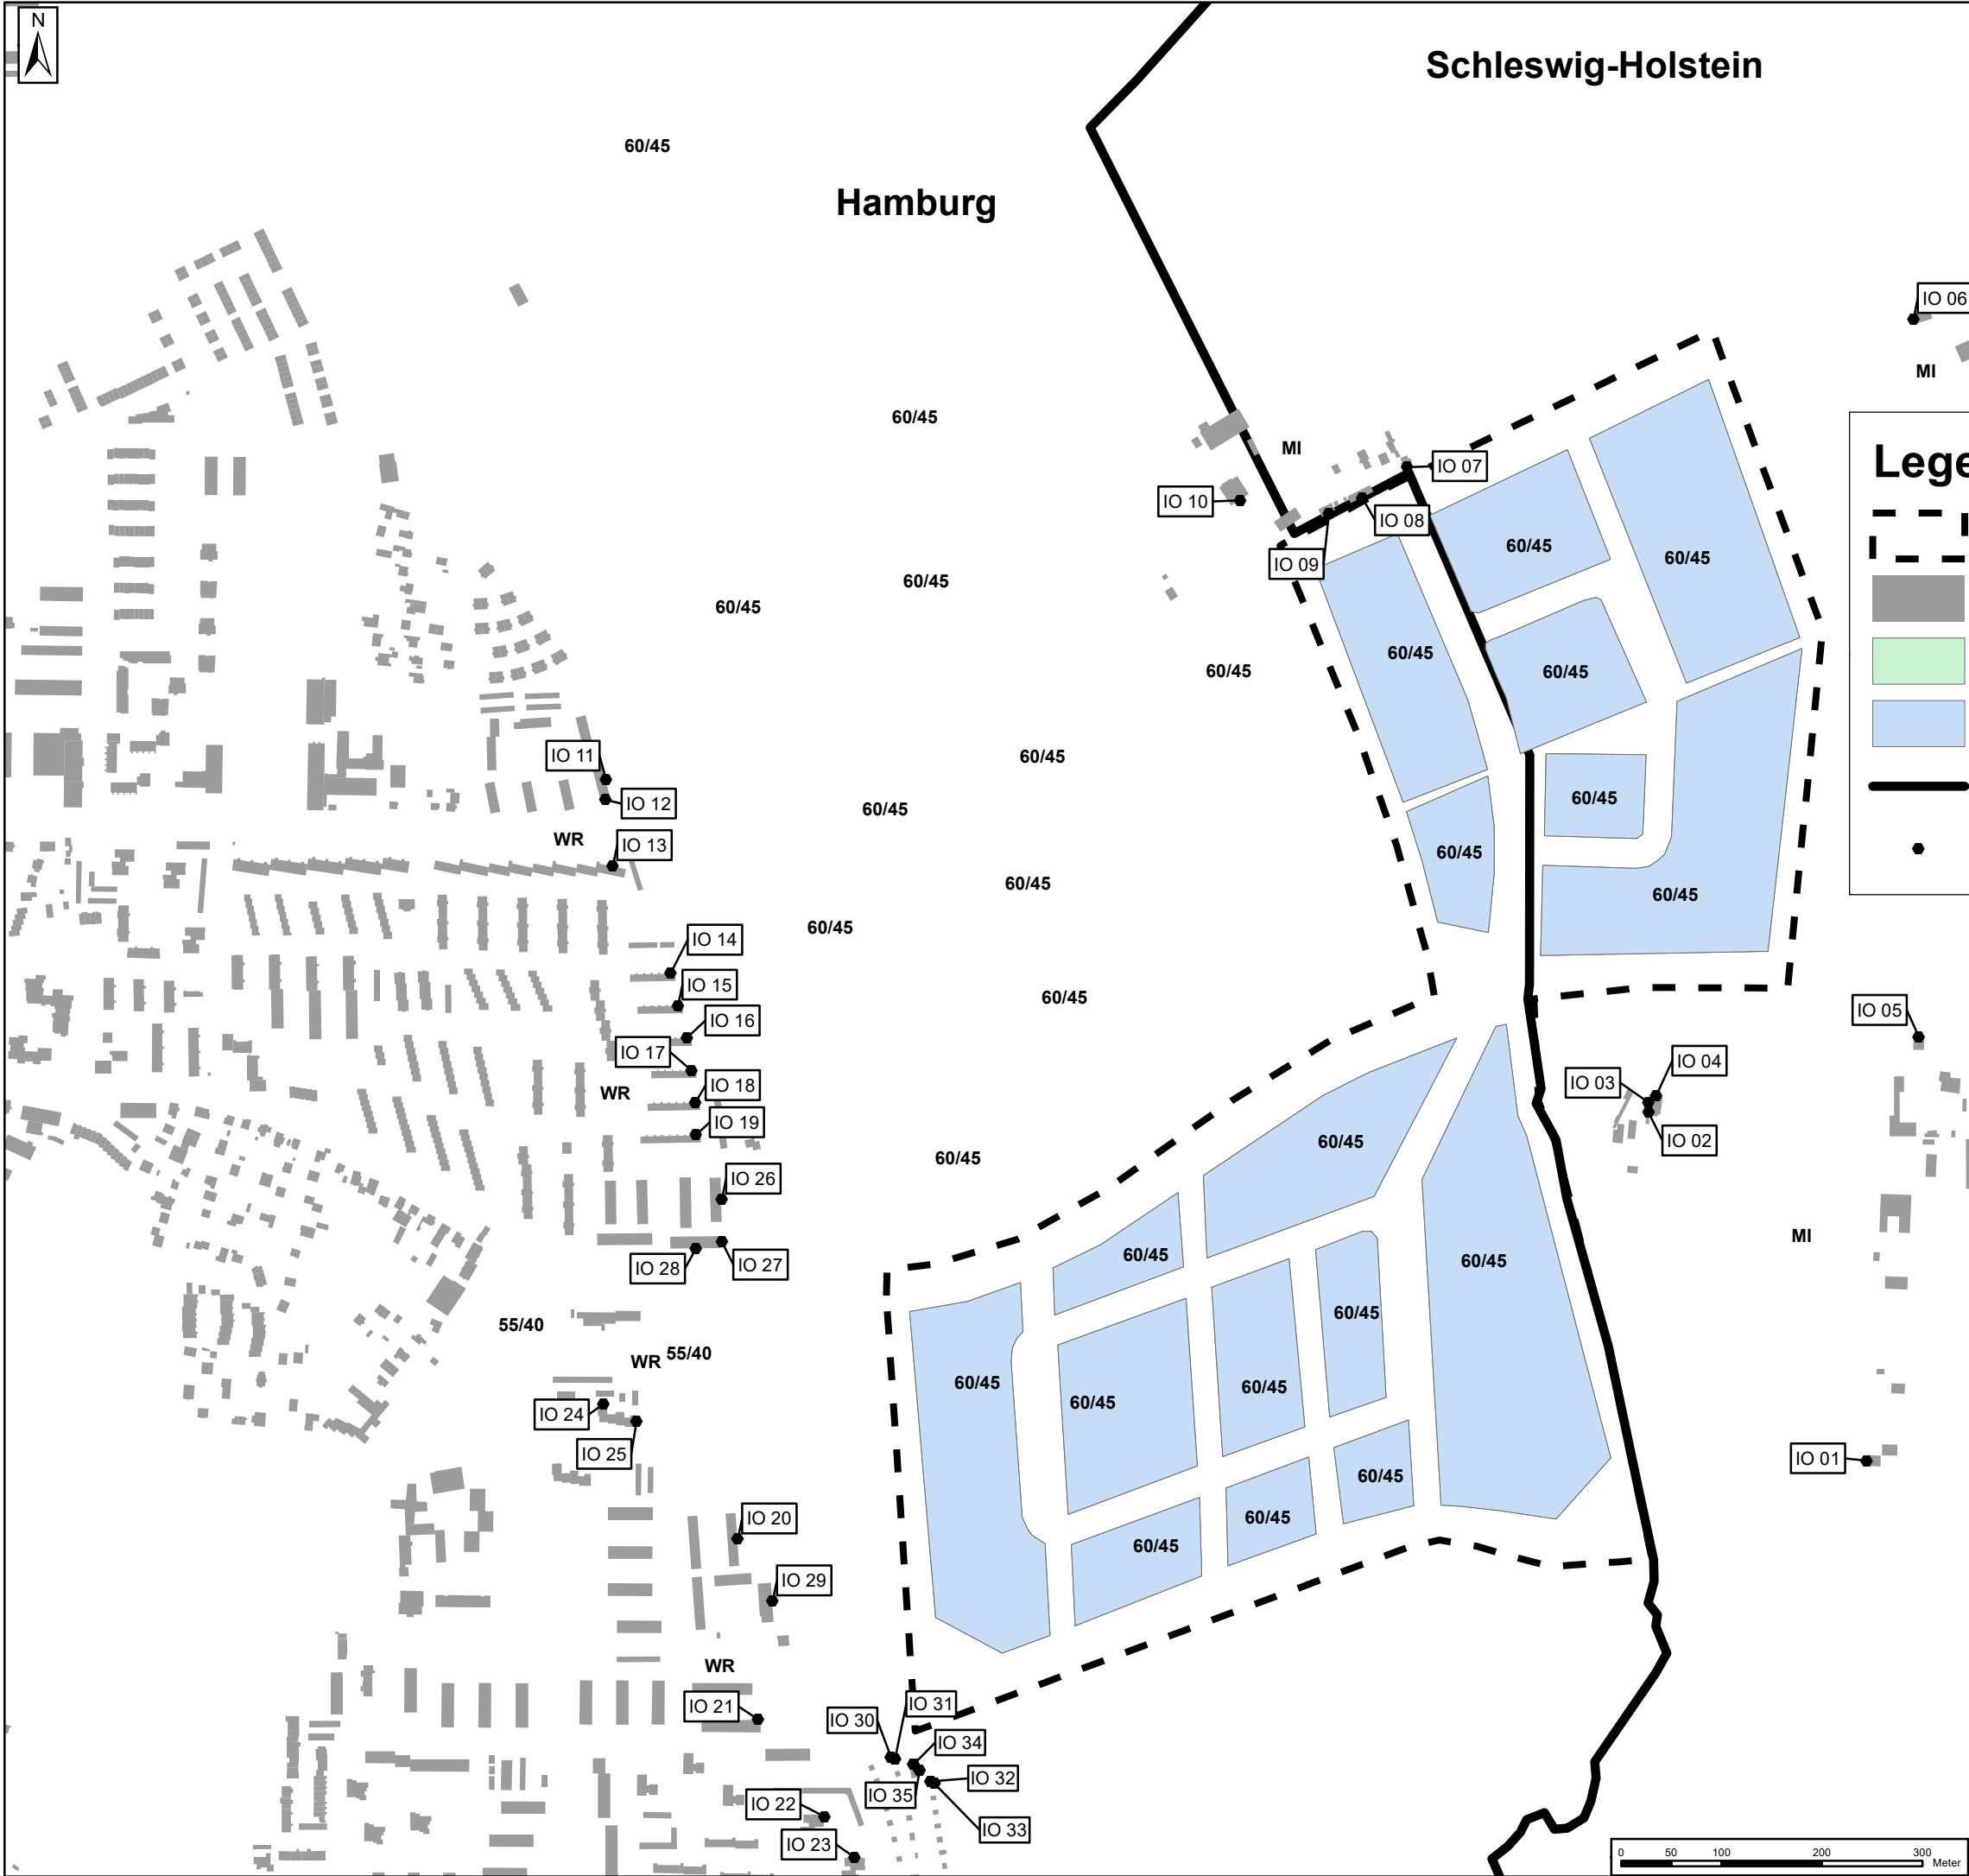 N
Schleswig-Holstein
60/45
Hamburg
IO 06
MI
60/45
MI
IO 07
Lege
IO 10
IO 08
60/45
60/45
IO 09
60/45
60/45
60/45
60/45
60/45
IO 11
60/45
60/45
IO 12
60/45
WR
IO 13
60/45
60/45
60/45
60/45
IO 14
IO 15
60/45
IO 05
IO 16
IO 17
IO 04
IO 03
IO 18
WR
IO 19
60/45
IO 02
60/45
IO 26
MI
60/45
60/45
IO 28
IO 27
60/45
55/40
WR
55/40
60/45
60/45
60/45
IO 24
IO 25
IO 01
60/45
IO 20
60/45
60/45
IO 29
WR
IO 21
IO 31
IO 30
IO 34
IO 32
IO 35
IO 22
IO 33
IO 23
0 50 100 200 300
Meter